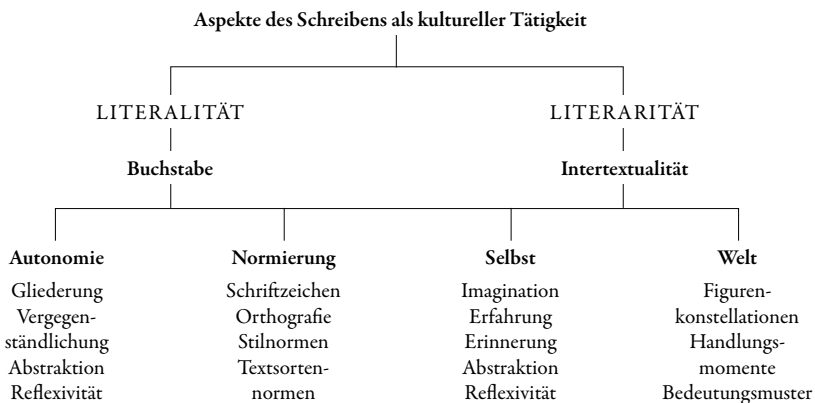 Aspekte des Schreibens als kultureller Tätigkeit
LITERALITÄT
LITERARITÄT
Buchstabe
Intertextualität
Autonomie
Gliederung
Vergegen-
ständlichung
Abstraktion
Reflexivität
Normierung
Schriftzeichen
Orthografie
Stilnormen
Textsorten-
normen
Selbst
Imagination
Erfahrung
Erinnerung
Abstraktion
Reflexivität
Welt
Figuren-
konstellationen
Handlungs-
momente
Bedeutungsmuster